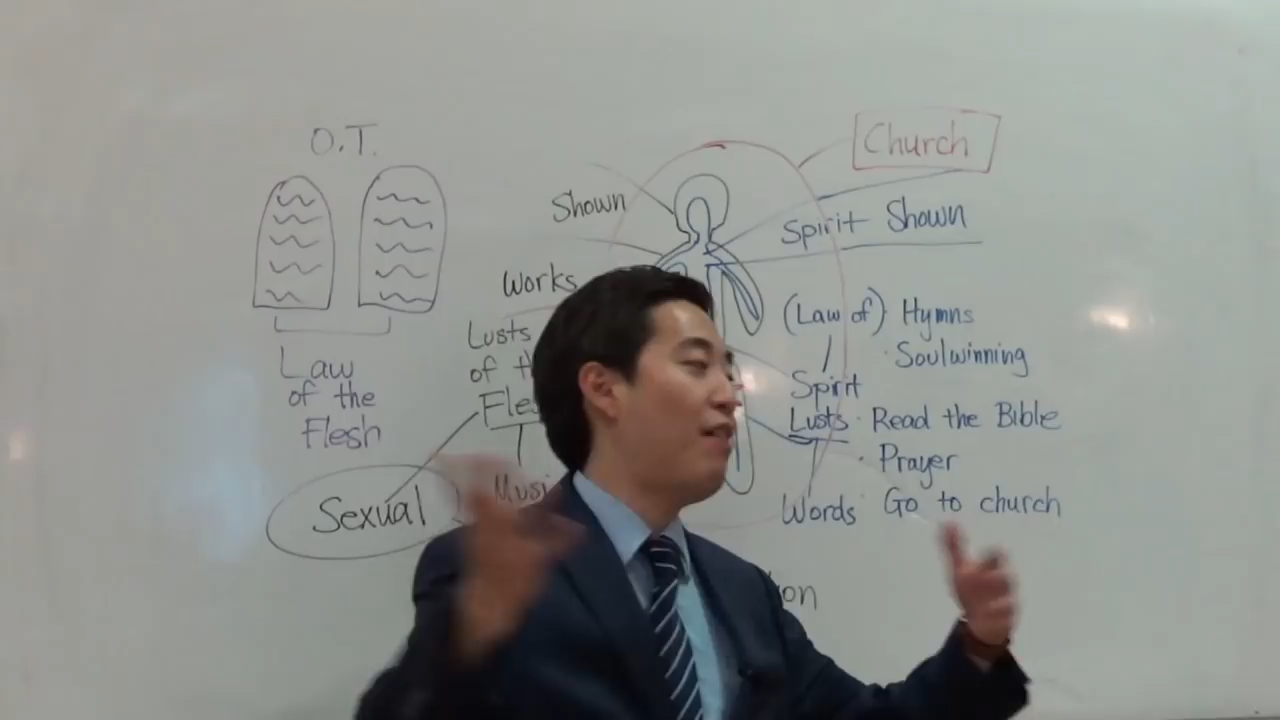 O.T.
Law
of the
Flesh
Sexual
Shown
Works
Lusts
of
Church
Spirit Shown
(Law of)
Spirit
Lusts
Words
· Hymns
· Soulwinning
· Read the Bible
· Prayer
· Go to church